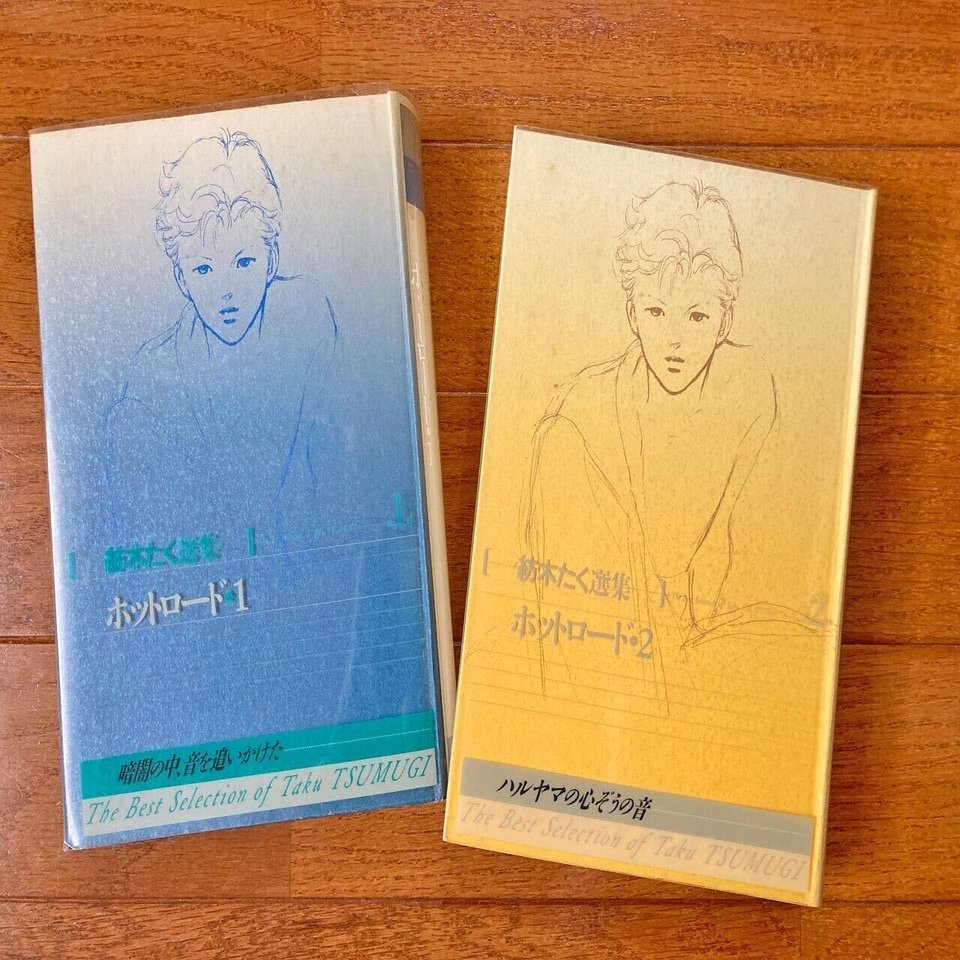 [ 紡木たく選集 ] 1
ホットロード•1
暗闇の中、音を追いかけた
The Best Selection of Taku TSUMUGI
[ 紡木たく選集 ] 2
ホットロード•2
ハルヤマの心ぞうの音
The Best Selection of Taku TSUMUGI